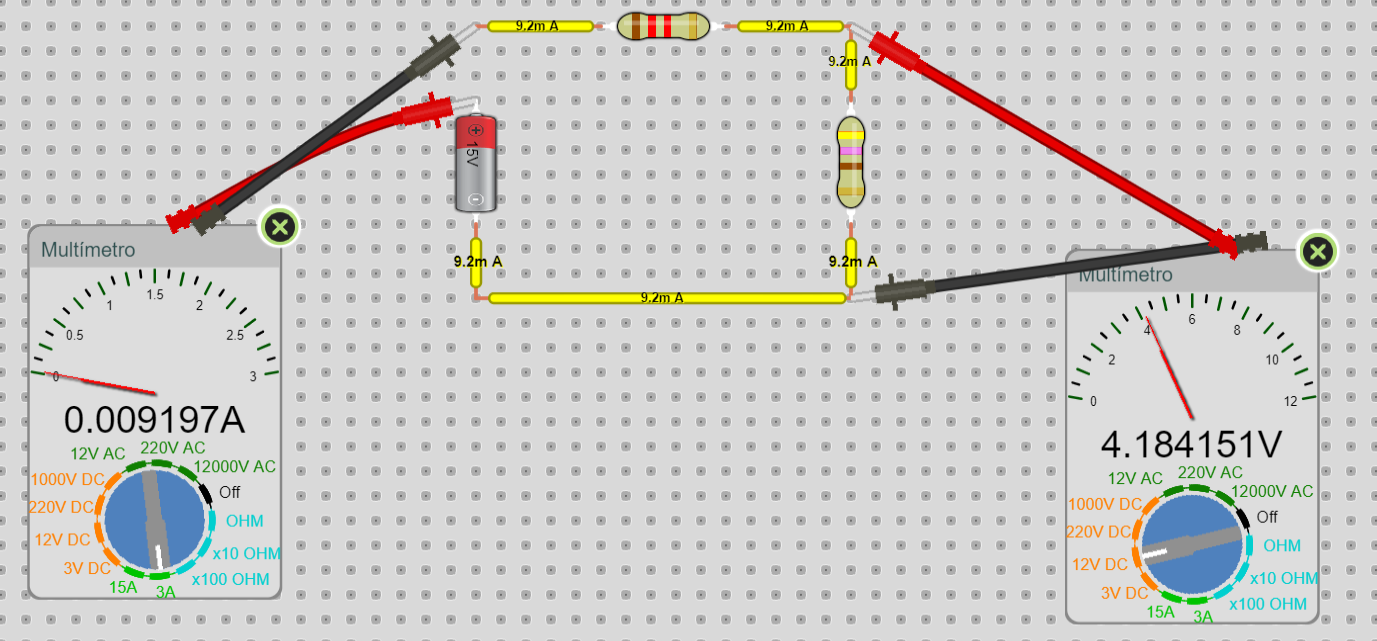 9.2m A
9.2m A
9.2m A
+
15V
-
9.2m A
9.2m A
9.2m A
Multímetro
0
0.5
1
1.5
2
2.5
3
0.009197A
12V AC
220V AC
12000V AC
1000V DC
Off
220V DC
OHM
12V DC
x10 OHM
3V DC
x100 OHM
15A
3A
Multímetro
0
2
4
6
8
10
12
4.184151V
12V AC
220V AC
12000V AC
1000V DC
Off
220V DC
OHM
12V DC
x10 OHM
3V DC
x100 OHM
15A
3A